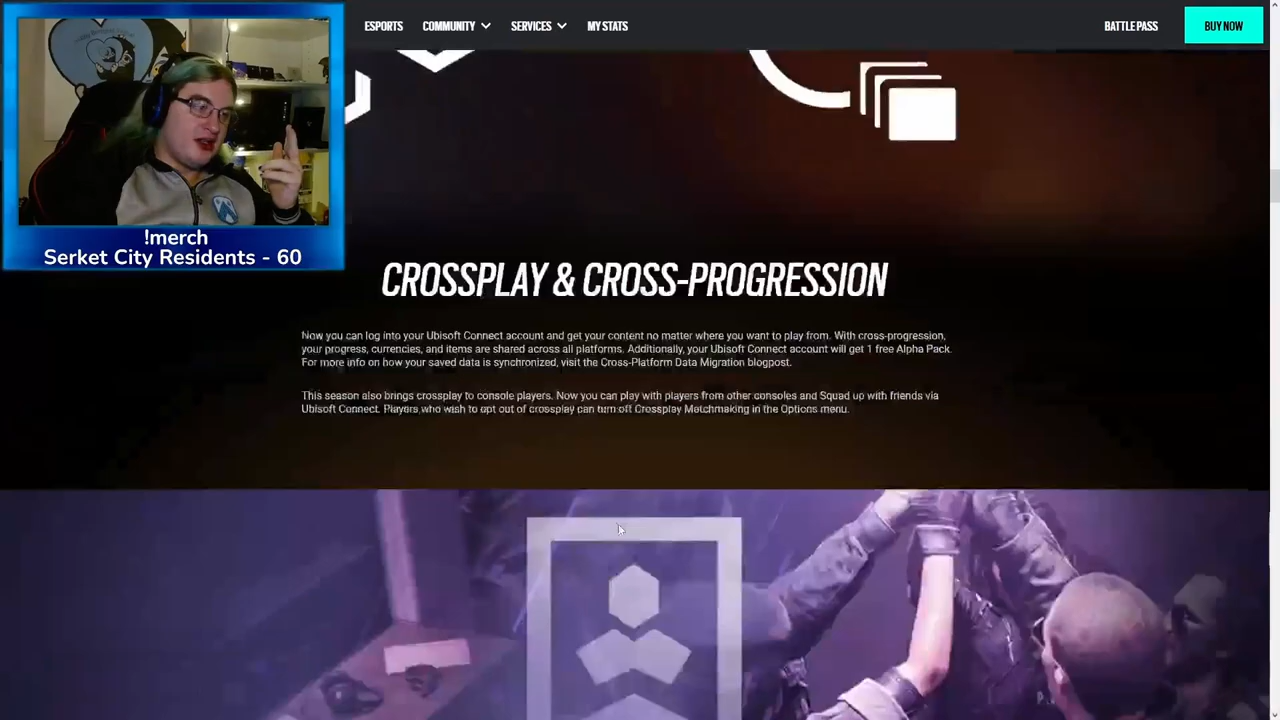 ESPORTS COMMUNITY SERVICES MY STATS BATTLE PASS BUY NOW
!merch
Serket City Residents - 60
CROSSPLAY & CROSS-PROGRESSION
Now you can log into your Ubisoft Connect account and get your content no matter where you want to play from. With cross-progression,
your progress, currencies, and items are shared across all platforms. Additionally, your Ubisoft Connect account will get 1 free Alpha Pack.
For more info on how your saved data is synchronized, visit the Cross-Platform Data Migration blogpost.
This season also brings crossplay to console players. Now you can play with players from other consoles and Squad up with friends via
Ubisoft Connect. Players who wish to opt out of crossplay can turn off Crossplay Matchmaking in the Options menu.